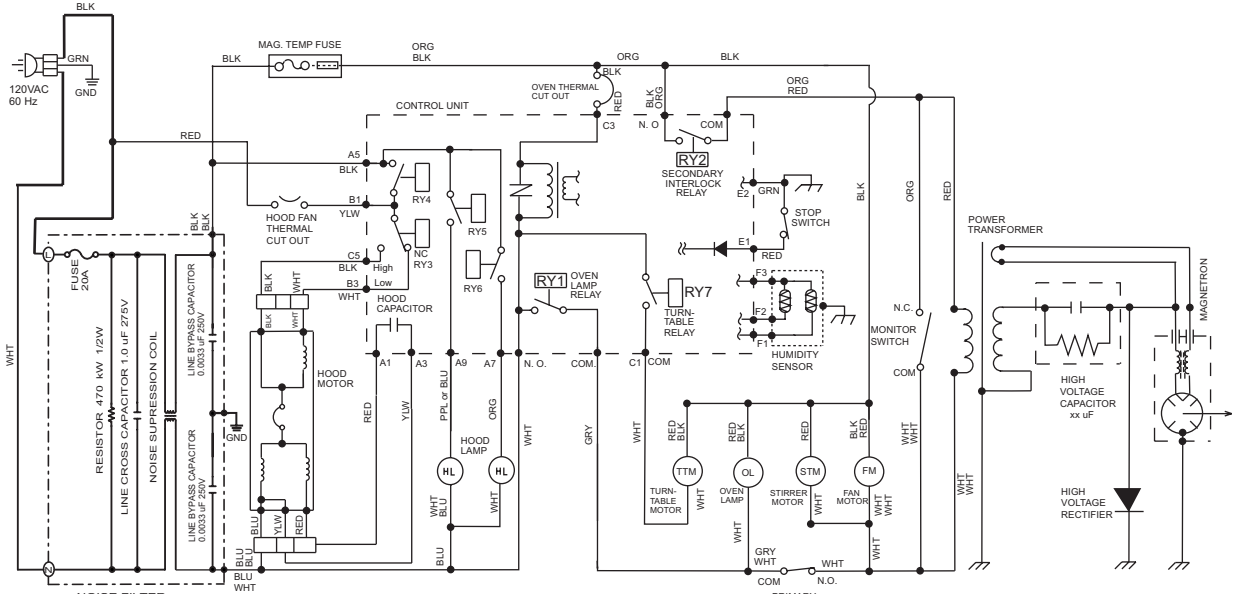 BLK
GRN
120VAC
60 Hz
GND
BLK
MAG. TEMP FUSE
ORG
BLK
ORG
BLK
BLK
OVEN THERMAL
CUT OUT
RED
BLK
ORG
ORG
RED
CONTROL UNIT
C3
N. O
COM
RED
A5
BLK
RY2
SECONDARY
INTERLOCK
RELAY
E2
GRN
BLK
ORG
RED
B1
YLW
RY4
HOOD FAN
THERMAL
CUT OUT
RY5
STOP
SWITCH
POWER
TRANSFORMER
BLK
BLK
NC
RY3
C5
BLK
High
E1
RED
L
FUSE
20A
BLK
WHT
B3
WHT
Low
RY6
RY1
OVEN
LAMP
RELAY
RY7
F3
HOOD
CAPACITOR
TURN-
TABLE
RELAY
F2
F1
HUMIDITY
SENSOR
N.C.
MONITOR
SWITCH
COM
MAGNETRON
BLK
WHT
WHT
RESISTOR 470 kW 1/2W
LINE CROSS CAPACITOR 1.0 uF 275V
NOISE SUPRESSION COIL
LINE BYPASS CAPACITOR
0.0033 uF 250V
HOOD
MOTOR
A1
A3
A9
A7
N. O.
COM.
C1
COM
HIGH
VOLTAGE
CAPACITOR
xx uF
RED
YLW
PPL or BLU
ORG
WHT
GRY
WHT
RED
BLK
RED
BLK
RED
BLK
RED
WHT
WHT
GND
HOOD
LAMP
HL
HL
TTM
OL
STM
FM
TURN-
TABLE
MOTOR
OVEN
LAMP
STIRRER
MOTOR
FAN
MOTOR
WHT
WHT
WHT
WHT
WHT
WHT
WHT
LINE BYPASS CAPACITOR
0.0033 uF 250V
WHT
BLU
WHT
HIGH
VOLTAGE
RECTIFIER
BLU
YLW
RED
N
BLU
BLU
BLU
WHT
BLU
GRY
WHT
WHT
WHT
COM
N.O.